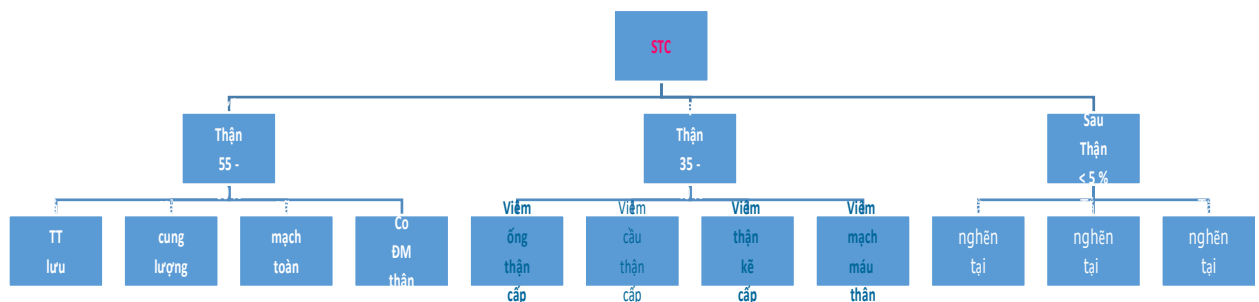 STC
Thận
55 -
Thận
35 -
Sau
Thận
< 5 %
TT
lưu
cung
lượng
mạch
toàn
Co
ĐM
thận
Viêm
ống
thận
cấp
Viêm
cầu
thận
cấp
Viêm
thận
kẽ
cấp
Viêm
mạch
máu
thận
nghẽn
tại
nghẽn
tại
nghẽn
tại